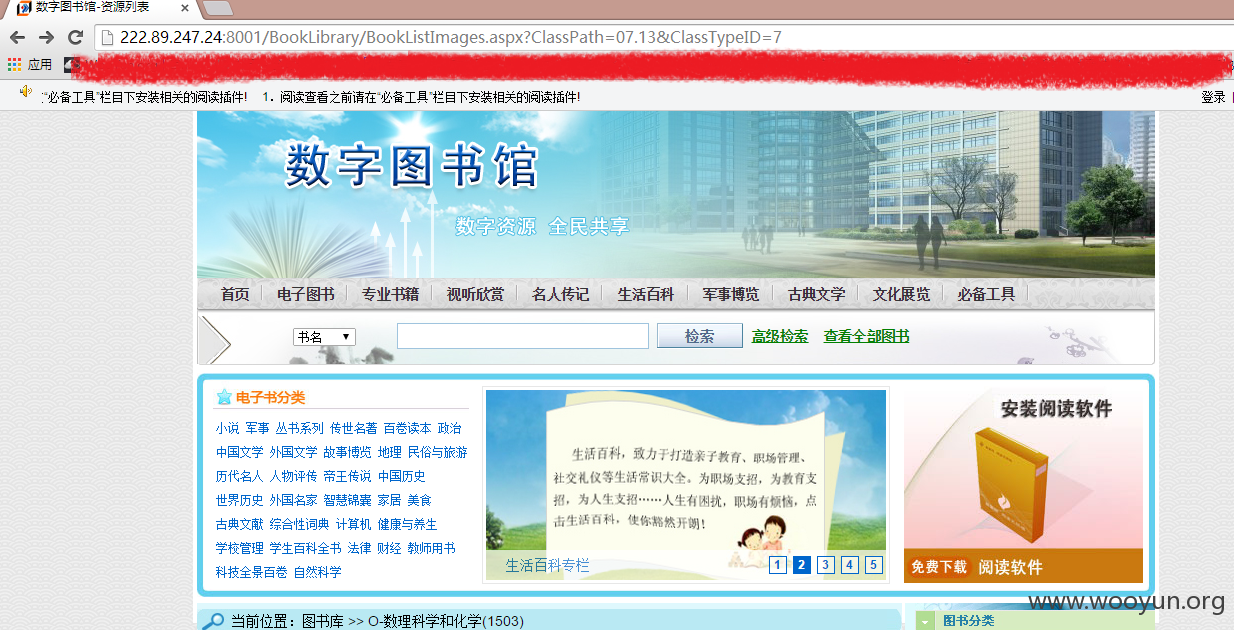 数字图书馆-资源列表
222.89.247.24:8001/BookLibrary/BookListImages.aspx?ClassPath=07.13&ClassTypeID=7
应用
"必备工具"栏目下安装相关的阅读插件! 1. 阅读查看之前请在"必备工具"栏目下安装相关的阅读插件!
登录
数字图书馆
数字资源 全民共享
首页 电子图书 专业书籍 视听欣赏 名人传记 生活百科 军事博览 古典文学 文化展览 必备工具
书名 检索 高级检索 查看全部图书
电子书分类
小说 军事 丛书系列 传世名著 百卷读本 政治
中国文学 外国文学 故事博览 地理 民俗与旅游
历代名人 人物评传 帝王传说 中国历史
世界历史 外国名家 智慧锦囊 家居 美食
古典文献 综合性词典 计算机 健康与养生
学校管理 学生百科全书 法律 财经 教师用书
科技全景百卷 自然科学
生活百科，致力于打造亲子教育、职场管理、
社交礼仪等生活常识大全。为职场支招，为教育支
招，为人生支招……人生有困扰，职场有烦恼，点
击生活百科，使你豁然开朗！
生活百科专栏
1 2 3 4 5
安装阅读软件
免费下载 阅读软件
www.wooyun.org
当前位置：图书库 >> O-数理科学和化学(1503)
图书分类